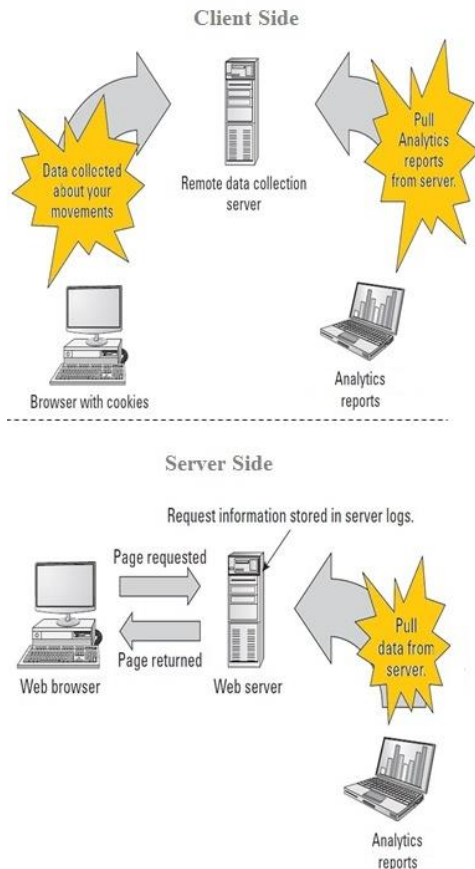 Client Side
Data collected
about your
movements
Pull
Analytics
reports
from server.
Remote data collection
server
Browser with cookies
Analytics
reports
Server Side
Request information stored in server logs.
Page requested
Page returned
Web browser
Web server
Pull
data from
server.
Analytics
reports